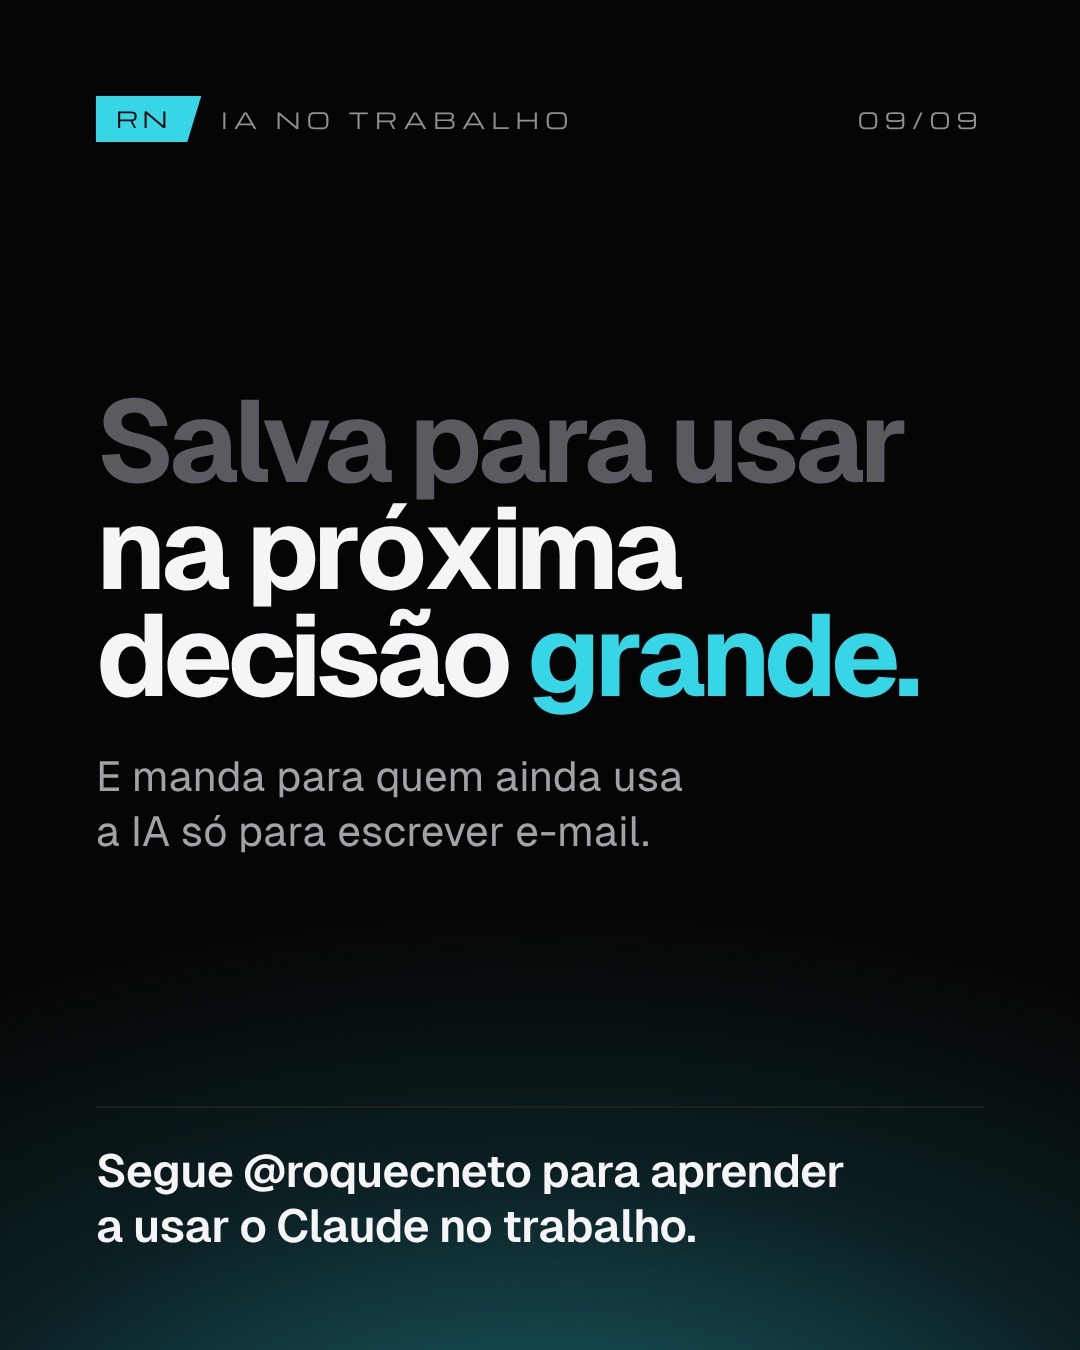 RN IA NO TRABALHO 09/09
Salva para usar
na próxima
decisão grande.
E manda para quem ainda usa
a IA só para escrever e-mail.
Segue @roquecneto para aprender
a usar o Claude no trabalho.